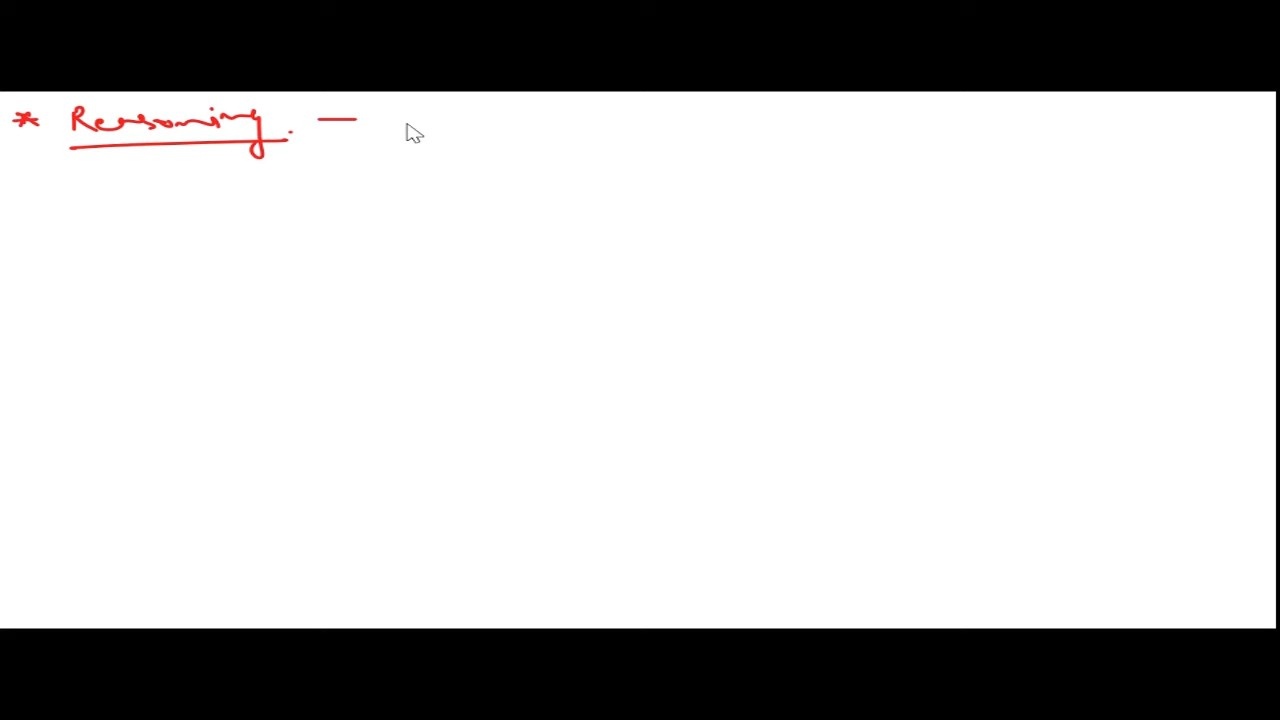 * Reasoning. —